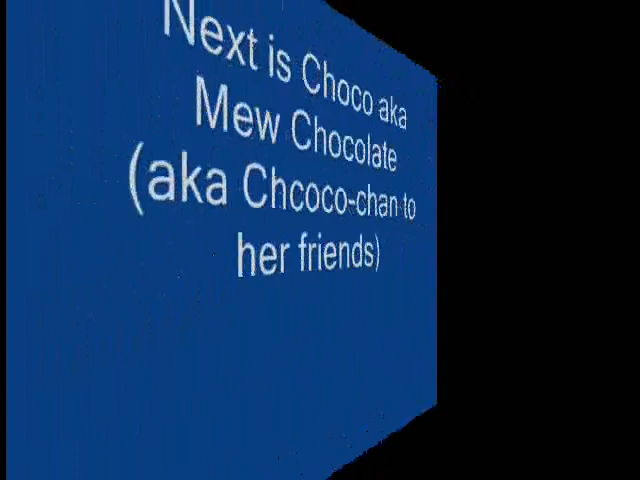 Next is Choco aka
Mew Chocolate
(aka Chcoco-chan to
her friends)